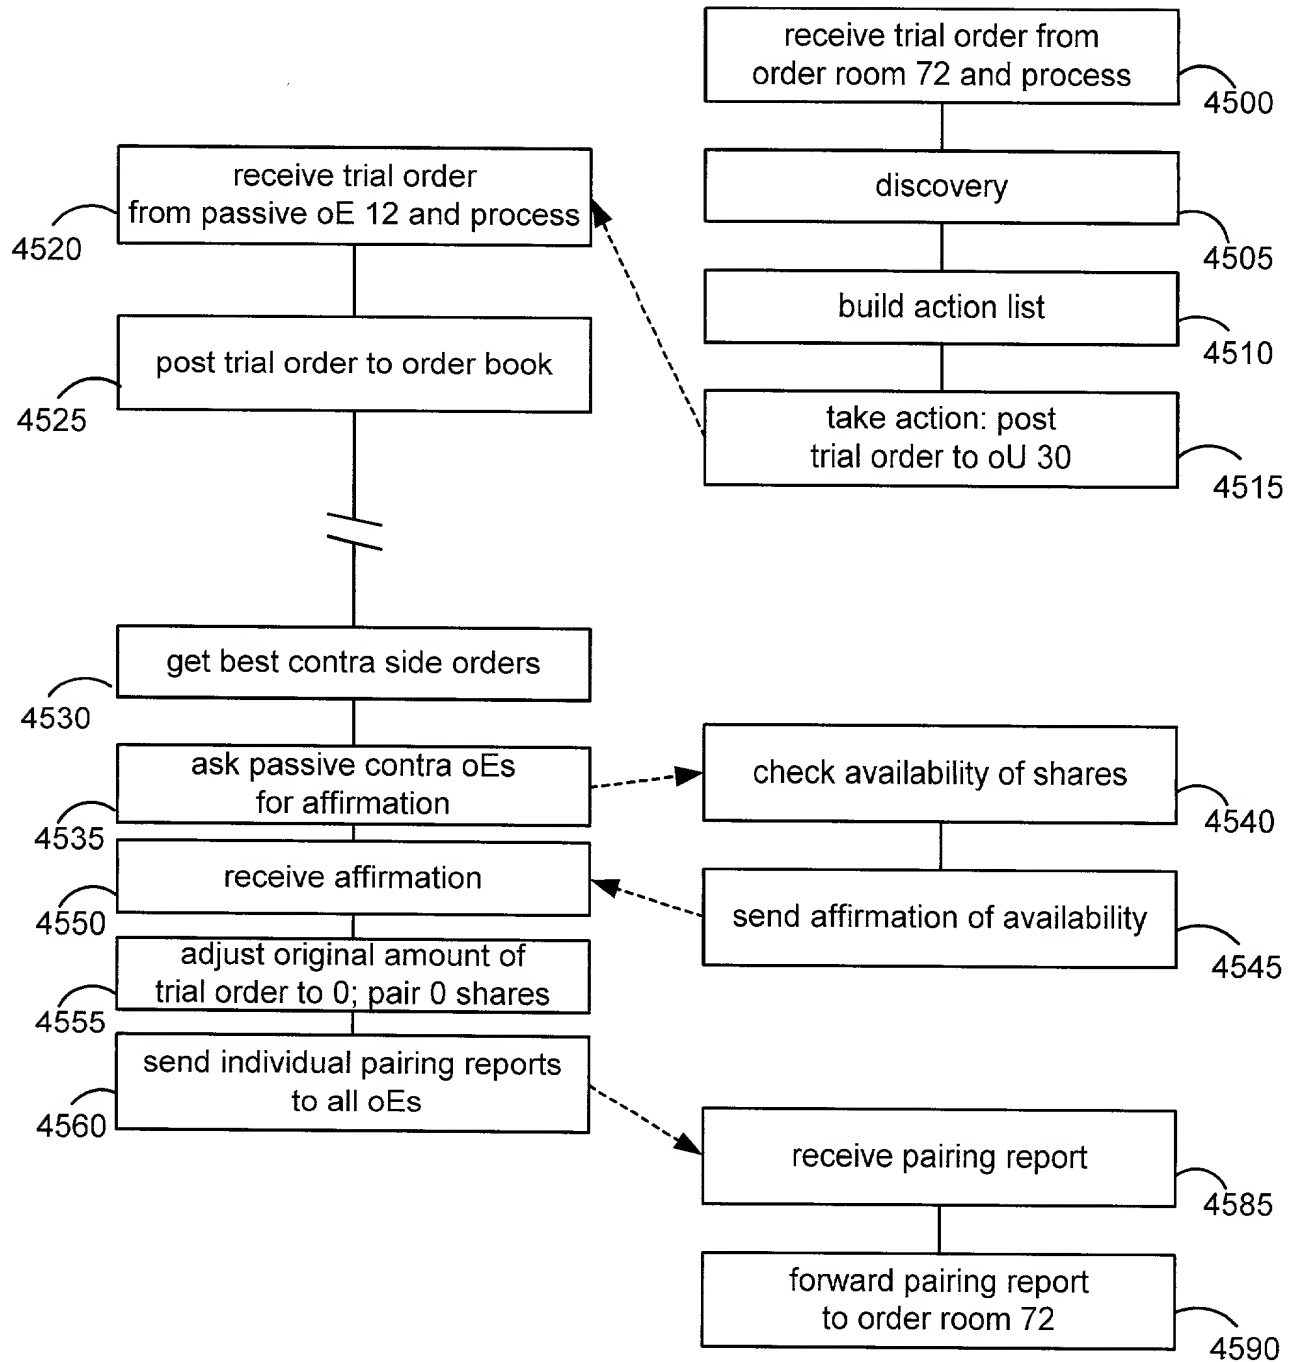 receive trial order from
order room 72 and process
4500
discovery
4505
build action list
4510
take action: post
trial order to oU 30
4515
receive trial order
from passive oE 12 and process
4520
post trial order to order book
4525
get best contra side orders
4530
ask passive contra oEs
for affirmation
4535
check availability of shares
4540
send affirmation of availability
4545
receive affirmation
4550
adjust original amount of
trial order to 0; pair 0 shares
4555
send individual pairing reports
to all oEs
4560
receive pairing report
4585
forward pairing report
to order room 72
4590